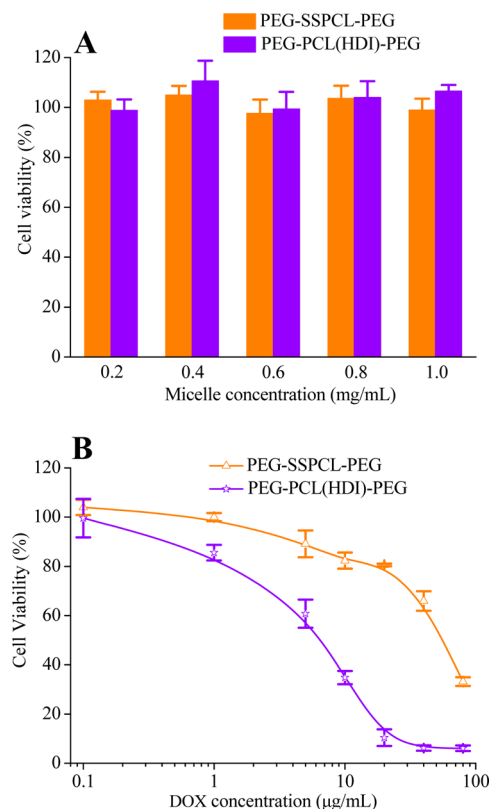 A
PEG-SSPCL-PEG
PEG-PCL(HDI)-PEG
Cell viability (%)
120
100
80
60
40
20
0
0.2 0.4 0.6 0.8 1.0
Micelle concentration (mg/mL)
B
PEG-SSPCL-PEG
PEG-PCL(HDI)-PEG
Cell Viability (%)
120
100
80
60
40
20
0
0.1 1 10 100
DOX concentration (μg/mL)